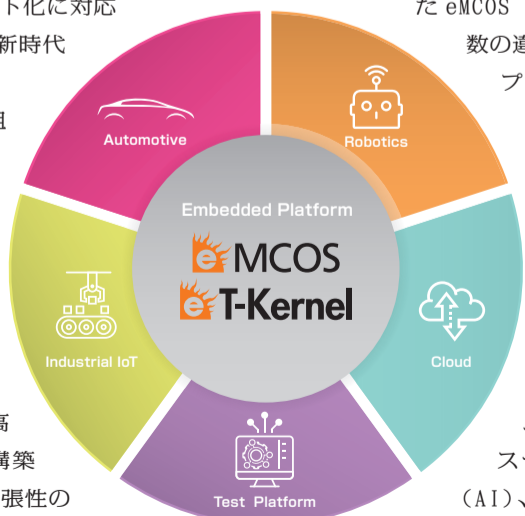 ト化に対応
新時代
た eMCOS
数の
プ
Automotive
Robotics
Embedded Platform
eMCOS
eT-Kernel
Industrial IoT
Cloud
Test Platform
高
構築
張性の
ス
(AI)、